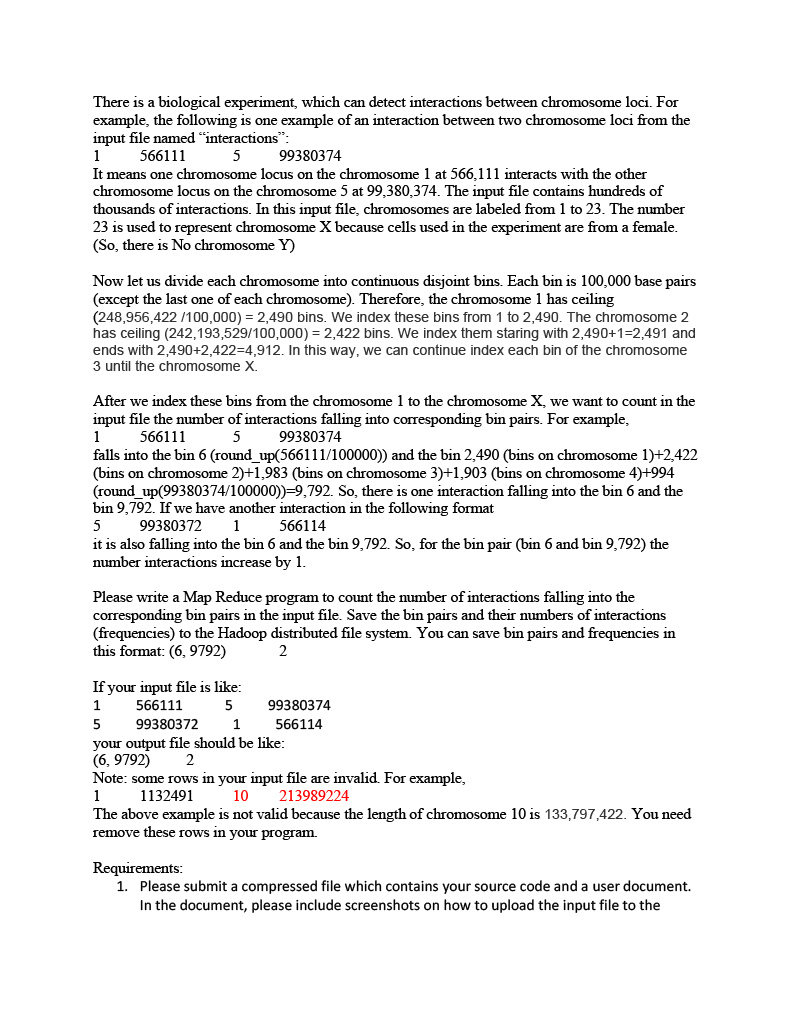 There is a biological experiment, which can detect interactions between chromosome loci. For
example, the following is one example of an interaction between two chromosome loci from the
input file named “interactions”:
1 566111 5 99380374
It means one chromosome locus on the chromosome 1 at 566,111 interacts with the other
chromosome locus on the chromosome 5 at 99,380,374. The input file contains hundreds of
thousands of interactions. In this input file, chromosomes are labeled from 1 to 23. The number
23 is used to represent chromosome X because cells used in the experiment are from a female.
(So, there is No chromosome Y)
Now let us divide each chromosome into continuous disjoint bins. Each bin is 100,000 base pairs
(except the last one of each chromosome). Therefore, the chromosome 1 has ceiling
(248,956,422 /100,000) = 2,490 bins. We index these bins from 1 to 2,490. The chromosome 2
has ceiling (242,193,529/100,000) = 2,422 bins. We index them staring with 2,490+1=2,491 and
ends with 2,490+2,422=4,912. In this way, we can continue index each bin of the chromosome
3 until the chromosome X.
After we index these bins from the chromosome 1 to the chromosome X, we want to count in the
input file the number of interactions falling into corresponding bin pairs. For example,
1 566111 5 99380374
falls into the bin 6 (round_up(566111/100000)) and the bin 2,490 (bins on chromosome 1)+2,422
(bins on chromosome 2)+1,983 (bins on chromosome 3)+1,903 (bins on chromosome 4)+994
(round_up(99380374/100000))=9,792. So, there is one interaction falling into the bin 6 and the
bin 9,792. If we have another interaction in the following format
5 99380372 1 566114
it is also falling into the bin 6 and the bin 9,792. So, for the bin pair (bin 6 and bin 9,792) the
number interactions increase by 1.
Please write a Map Reduce program to count the number of interactions falling into the
corresponding bin pairs in the input file. Save the bin pairs and their numbers of interactions
(frequencies) to the Hadoop distributed file system. You can save bin pairs and frequencies in
this format: (6, 9792) 2
If your input file is like:
1 566111 5 99380374
5 99380372 1 566114
your output file should be like:
(6, 9792) 2
Note: some rows in your input file are invalid. For example,
1 1132491 10 213989224
The above example is not valid because the length of chromosome 10 is 133,797,422. You need
remove these rows in your program.
Requirements:
1. Please submit a compressed file which contains your source code and a user document.
In the document, please include screenshots on how to upload the input file to the